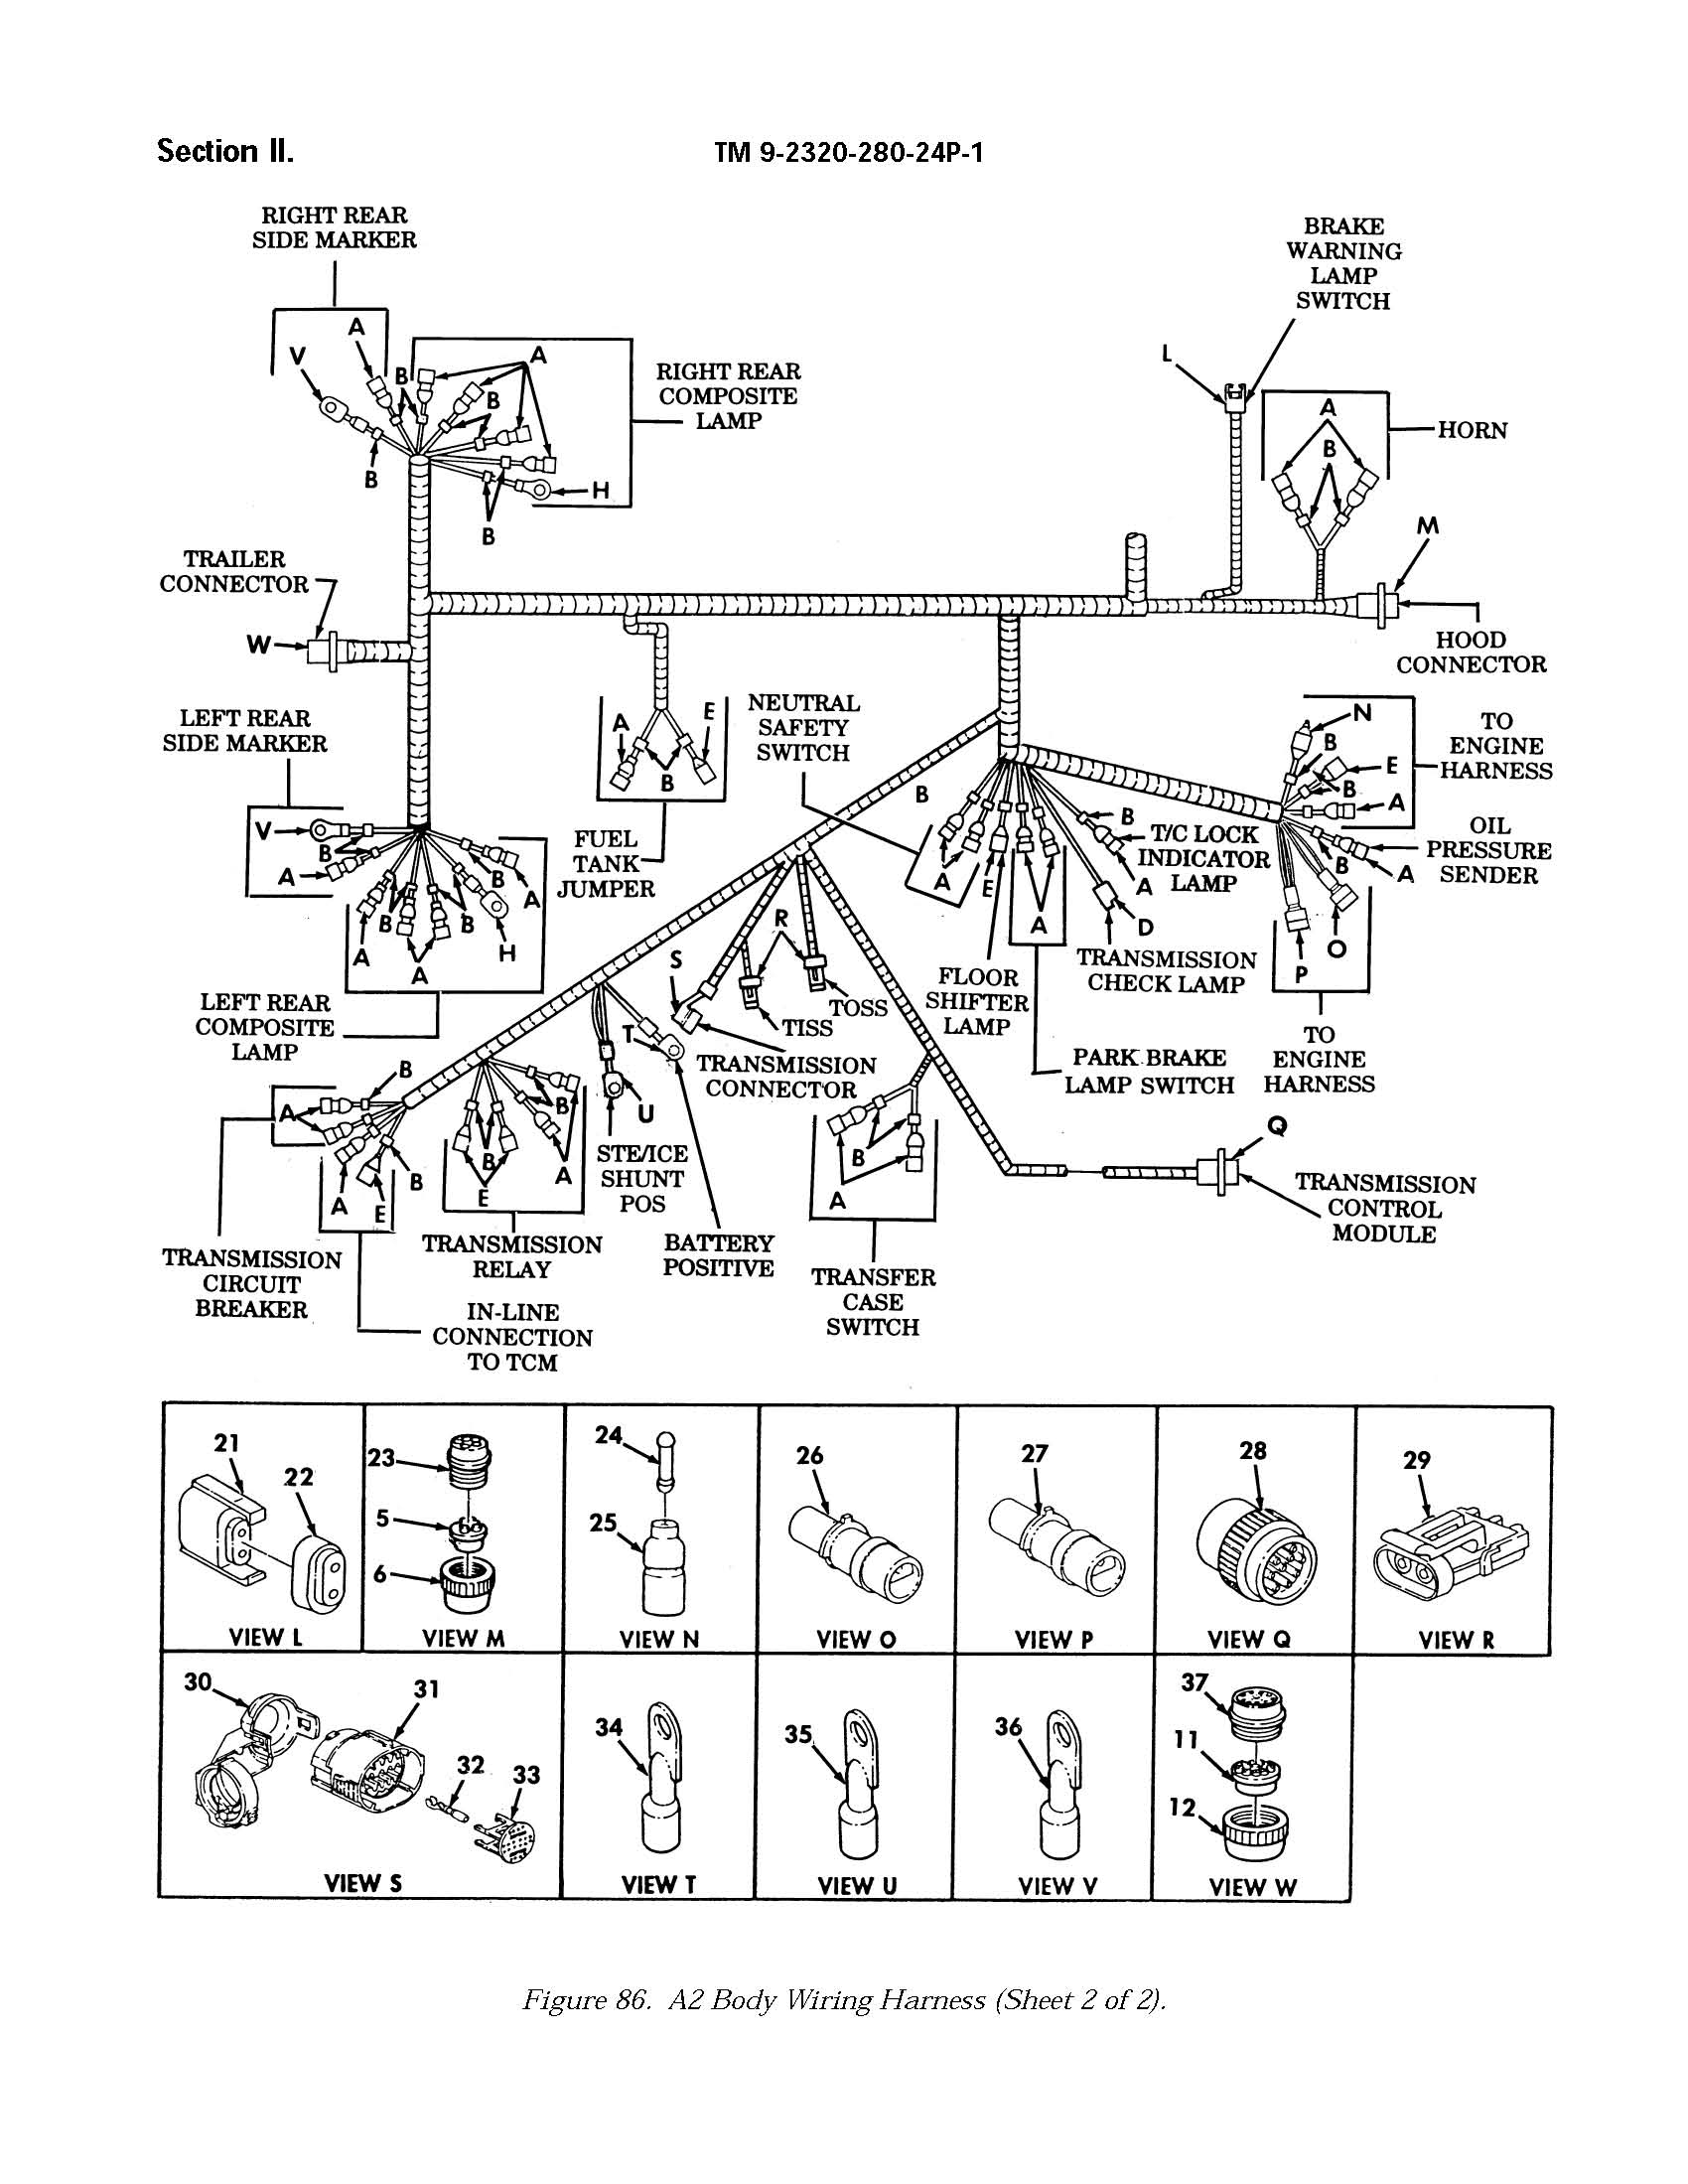 Section II.
TM 9-2320-280-24P-1
RIGHT REAR
SIDE MARKER
BRAKE
WARNING
LAMP
SWITCH
V
A
B
A
B
B
H
B
RIGHT REAR
COMPOSITE
LAMP
L
A
B
HORN
M
TRAILER
CONNECTOR
W
HOOD
CONNECTOR
LEFT REAR
SIDE MARKER
V
B
A
A
B
A
B
B
A
H
LEFT REAR
COMPOSITE
LAMP
A
E
B
FUEL
TANK
JUMPER
NEUTRAL
SAFETY
SWITCH
B
A
E
A
B
T/C LOCK
INDICATOR
LAMP
A
D
TRANSMISSION
CHECK LAMP
FLOOR
SHIFTER
LAMP
PARK BRAKE
LAMP SWITCH
N
B
E
B
A
TO
ENGINE
HARNESS
OIL
PRESSURE
SENDER
B
A
O
P
TO
ENGINE
HARNESS
S
R
TOSS
TISS
TRANSMISSION
CONNECTOR
T
U
STE/ICE
SHUNT
POS
BATTERY
POSITIVE
B
A
A
E
B
B
B
E
A
TRANSMISSION
CIRCUIT
BREAKER
TRANSMISSION
RELAY
IN-LINE
CONNECTION
TO TCM
B
A
TRANSFER
CASE
SWITCH
Q
TRANSMISSION
CONTROL
MODULE
21
22
VIEW L
23
5
6
VIEW M
24
25
VIEW N
26
VIEW O
27
VIEW P
28
VIEW Q
29
VIEW R
30
31
32
33
VIEW S
34
VIEW T
35
VIEW U
36
VIEW V
37
11
12
VIEW W
Figure 86. A2 Body Wiring Harness (Sheet 2 of 2).